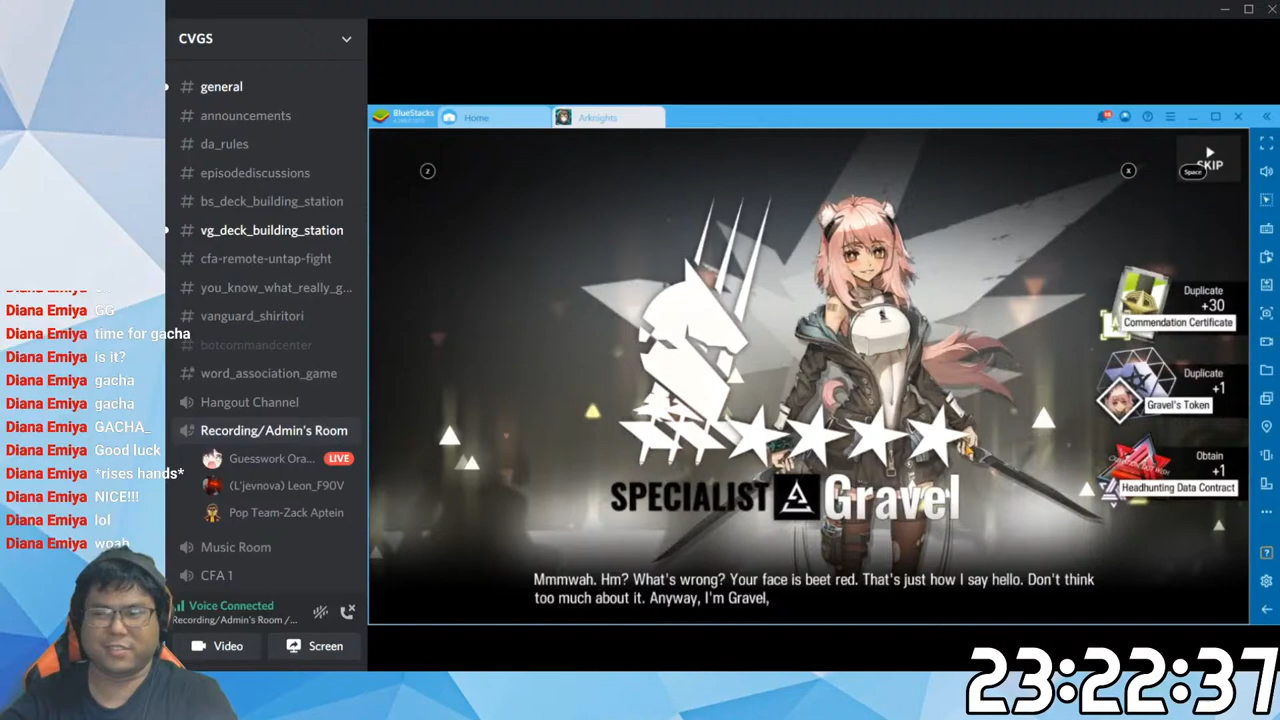 CVGS
general
announcements
da_rules
episodediscussions
bs_deck_building_station
vg_deck_building_station
cfa-remote-untap-fight
you_know_what_really_g...
vanguard_shiritori
botcommandcenter
word_association_game
Hangout Channel
Recording/Admin's Room
Guesswork Ora... LIVE
(L'jevnova) Leon_F90V
Pop Team-Zack Aptein
Music Room
CFA 1
Voice Connected
Recording/Admin's Room /...
Video
Screen
Diana Emiya GG
Diana Emiya time for gacha
Diana Emiya is it?
Diana Emiya gacha
Diana Emiya gacha
Diana Emiya GACHA_
Diana Emiya Good luck
Diana Emiya *rises hands*
Diana Emiya NICE!!!
Diana Emiya lol
Diana Emiya woah
BlueStacks
Home
Arknights
Z
X
SKIP
Space
Duplicate
+30
Commendation Certificate
Duplicate
+1
Gravel's Token
Obtain
+1
Headhunting Data Contract
SPECIALIST Gravel
Mmmwah. Hm? What's wrong? Your face is beet red. That's just how I say hello. Don't think
too much about it. Anyway, I'm Gravel,
23:22:37